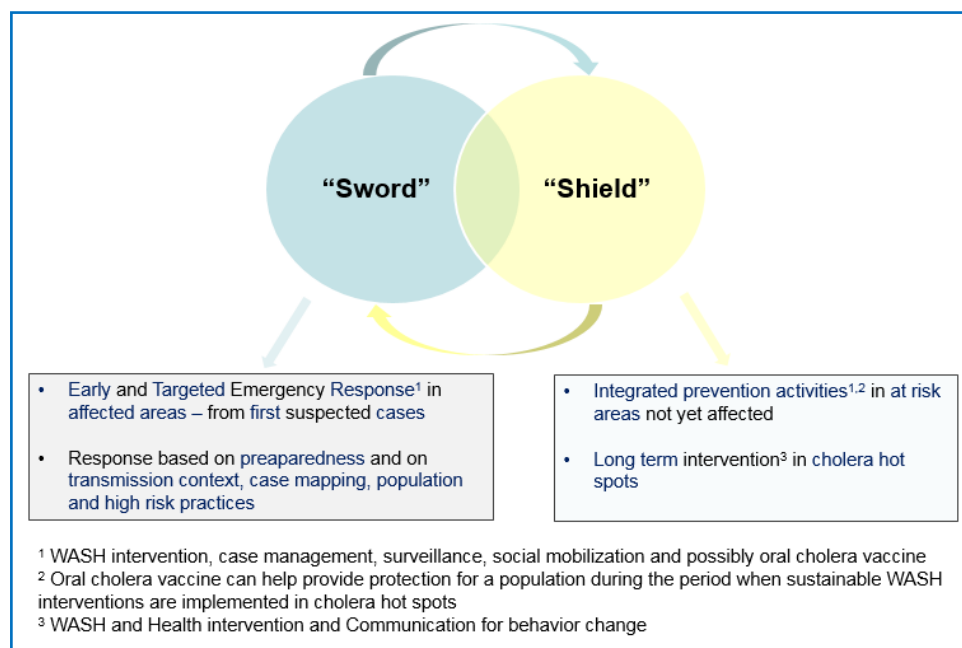 “Sword”
“Shield”
• Early and Targeted Emergency Response¹ in
affected areas – from first suspected cases
• Response based on preaparedness and on
transmission context, case mapping, population
and high risk practices
• Integrated prevention activities¹,² in at risk
areas not yet affected
• Long term intervention³ in cholera hot
spots
¹ WASH intervention, case management, surveillance, social mobilization and possibly oral cholera vaccine
² Oral cholera vaccine can help provide protection for a population during the period when sustainable WASH
interventions are implemented in cholera hot spots
³ WASH and Health intervention and Communication for behavior change